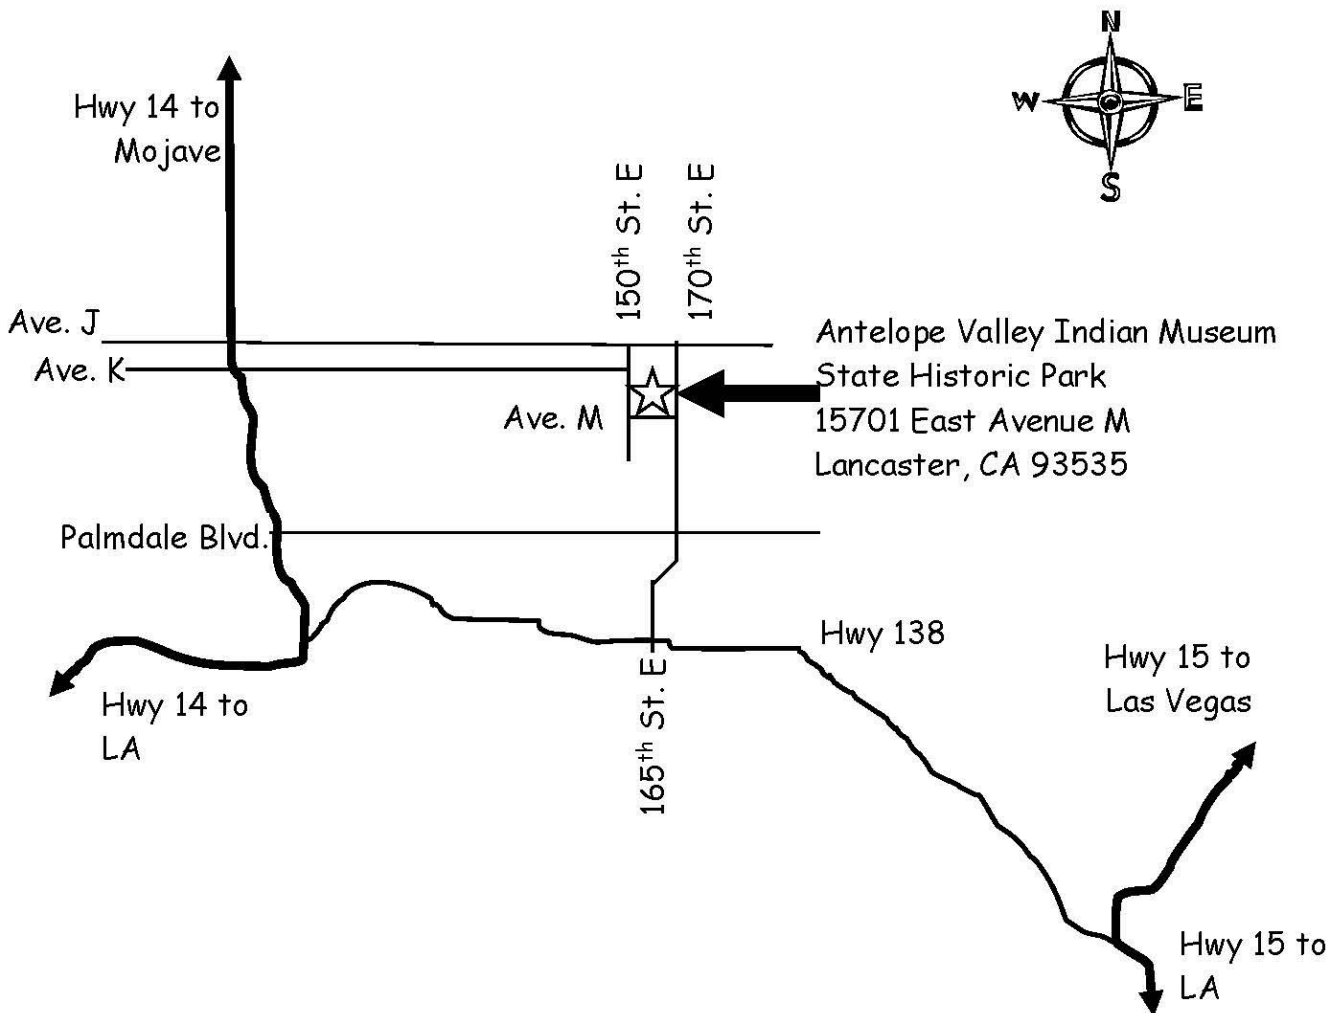 N
W
E
S
Hwy 14 to
Mojave
150th St. E
170th St. E
Ave. J
Ave. K
Ave. M
Antelope Valley Indian Museum
State Historic Park
15701 East Avenue M
Lancaster, CA 93535
Palmdale Blvd.
Hwy 138
165th St. E
Hwy 14 to
LA
Hwy 15 to
Las Vegas
Hwy 15 to
LA